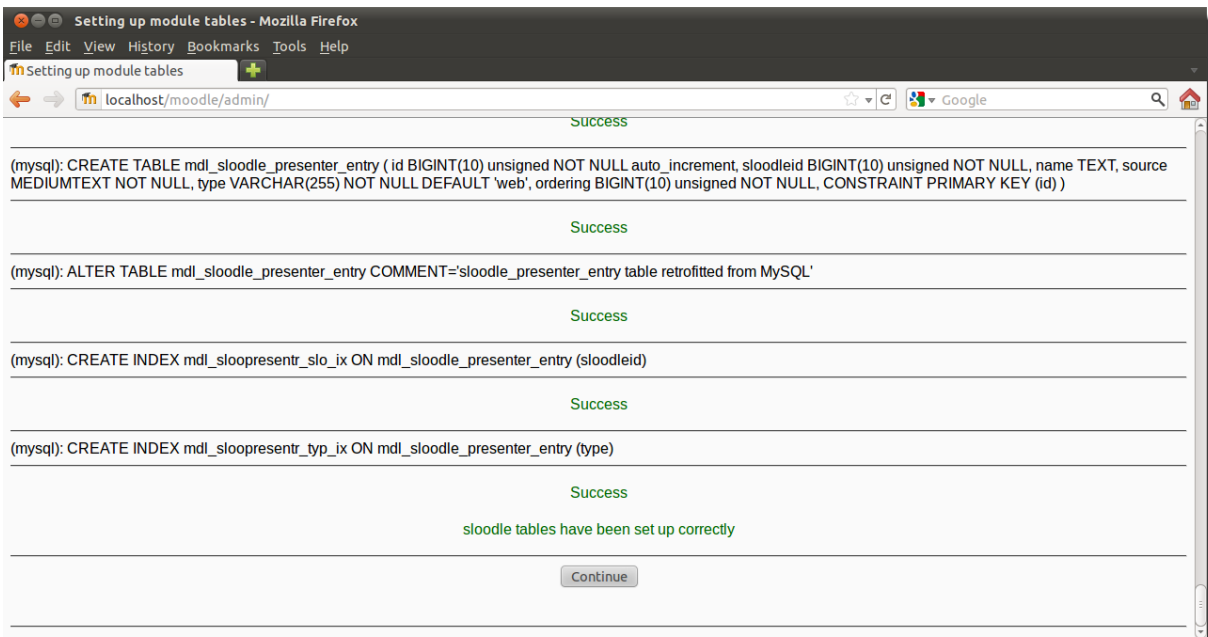 Setting up module tables - Mozilla Firefox
File Edit View History Bookmarks Tools Help
Setting up module tables
localhost/moodle/admin/
Google
Success
(mysql): CREATE TABLE mdl_sloodle_presenter_entry ( id BIGINT(10) unsigned NOT NULL auto_increment, sloodleid BIGINT(10) unsigned NOT NULL, name TEXT, source
MEDIUMTEXT NOT NULL, type VARCHAR(255) NOT NULL DEFAULT 'web', ordering BIGINT(10) unsigned NOT NULL, CONSTRAINT PRIMARY KEY (id) )
Success
(mysql): ALTER TABLE mdl_sloodle_presenter_entry COMMENT='sloodle_presenter_entry table retrofitted from MySQL'
Success
(mysql): CREATE INDEX mdl_sloopresentr_slo_ix ON mdl_sloodle_presenter_entry (sloodleid)
Success
(mysql): CREATE INDEX mdl_sloopresentr_typ_ix ON mdl_sloodle_presenter_entry (type)
Success
sloodle tables have been set up correctly
Continue